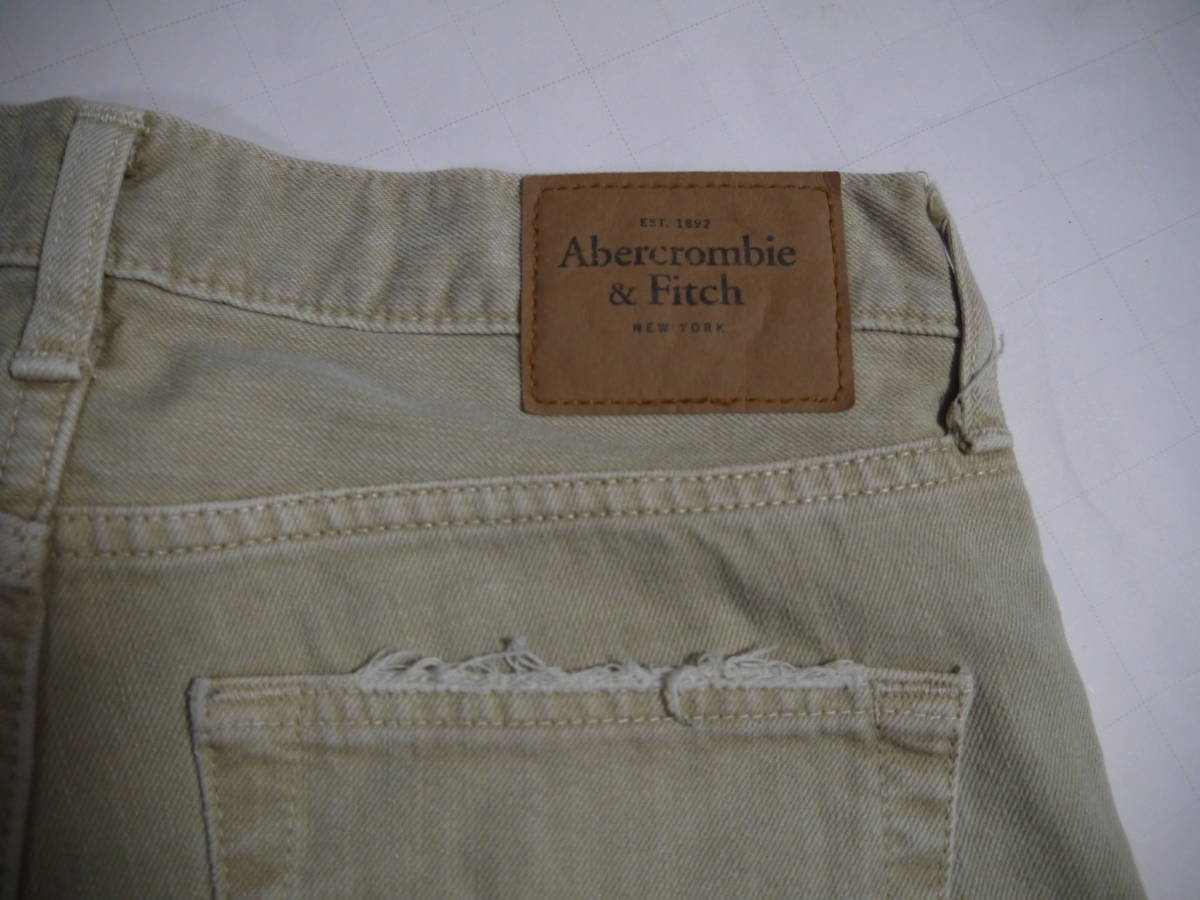 EST. 1892
Abercrombie
& Fitch
NEW YORK